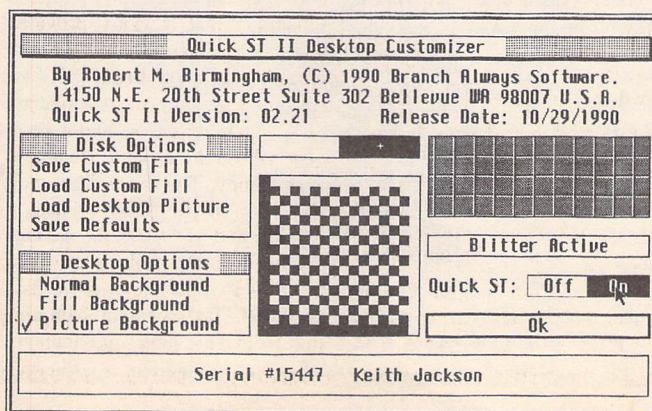 Quick ST II Desktop Customizer
By Robert M. Birmingham, (C) 1990 Branch Always Software.
14150 N.E. 20th Street Suite 302 Bellevue WA 98007 U.S.A.
Quick ST II Version: 02.21 Release Date: 10/29/1990
Disk Options
Save Custom Fill
Load Custom Fill
Load Desktop Picture
Save Defaults
Desktop Options
Normal Background
Fill Background
✓ Picture Background
Blitter Active
Quick ST: Off On
Ok
Serial #15447 Keith Jackson